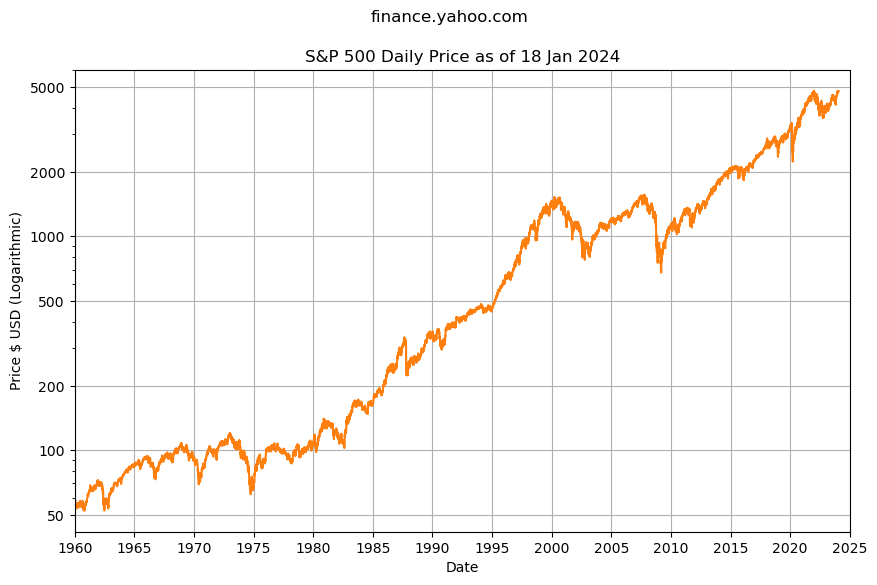 finance.yahoo.com
S&P 500 Daily Price as of 18 Jan 2024
Price $ USD (Logarithmic)
5000
2000
1000
500
200
100
50
1960 1965 1970 1975 1980 1985 1990 1995 2000 2005 2010 2015 2020 2025
Date